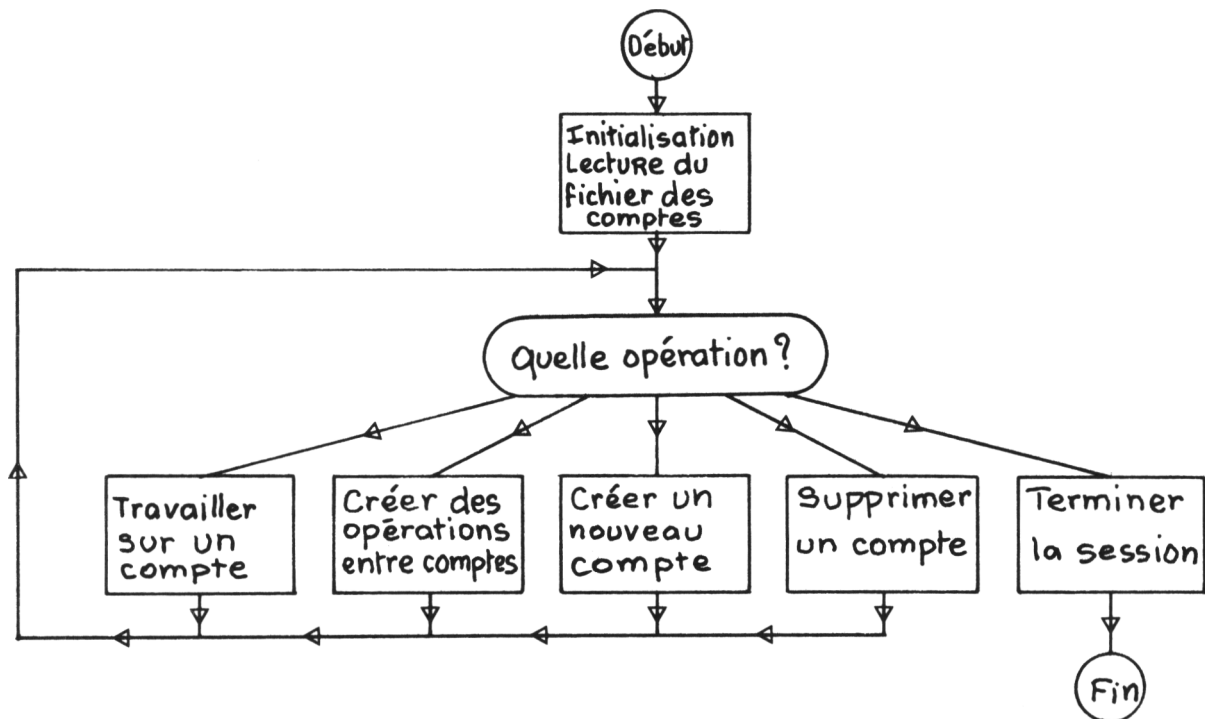 Début
Initialisation
Lecture du
fichier des
comptes
Quelle opération ?
Travailler
sur un
compte
Créer des
opérations
entre comptes
Créer un
nouveau
compte
Supprimer
un compte
Terminer
la session
Fin